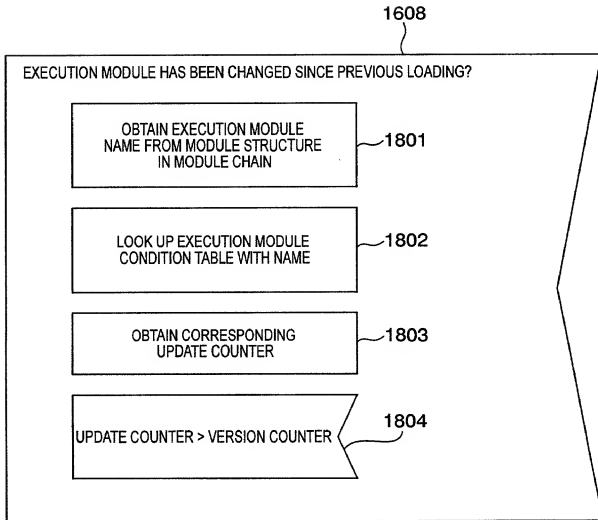 1608
EXECUTION MODULE HAS BEEN CHANGED SINCE PREVIOUS LOADING?
OBTAIN EXECUTION MODULE
NAME FROM MODULE STRUCTURE
IN MODULE CHAIN
1801
LOOK UP EXECUTION MODULE
CONDITION TABLE WITH NAME
1802
OBTAIN CORRESPONDING
UPDATE COUNTER
1803
UPDATE COUNTER > VERSION COUNTER
1804